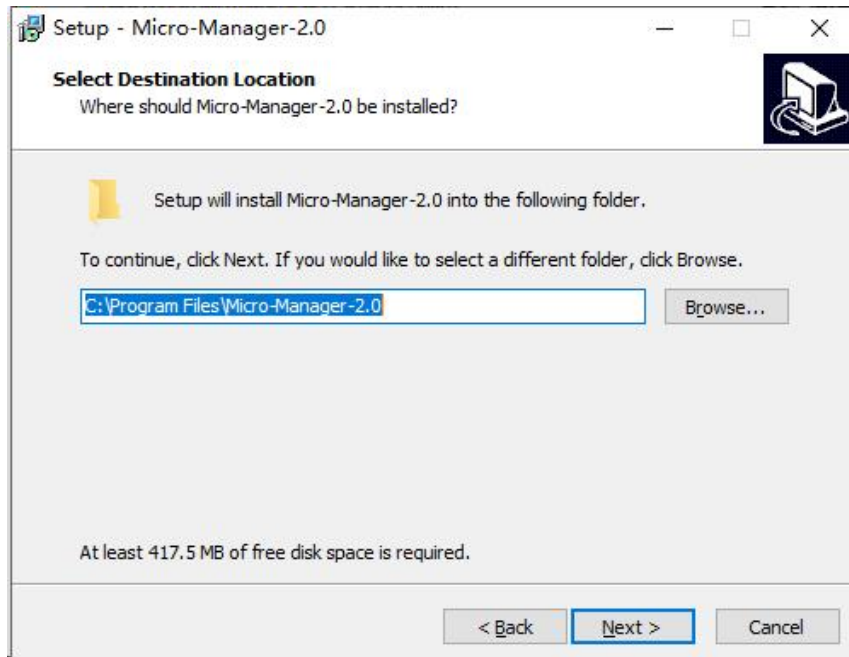 Setup - Micro-Manager-2.0
Select Destination Location
Where should Micro-Manager-2.0 be installed?
Setup will install Micro-Manager-2.0 into the following folder.
To continue, click Next. If you would like to select a different folder, click Browse.
C:\Program Files\Micro-Manager-2.0
Browse...
At least 417.5 MB of free disk space is required.
< Back
Next >
Cancel